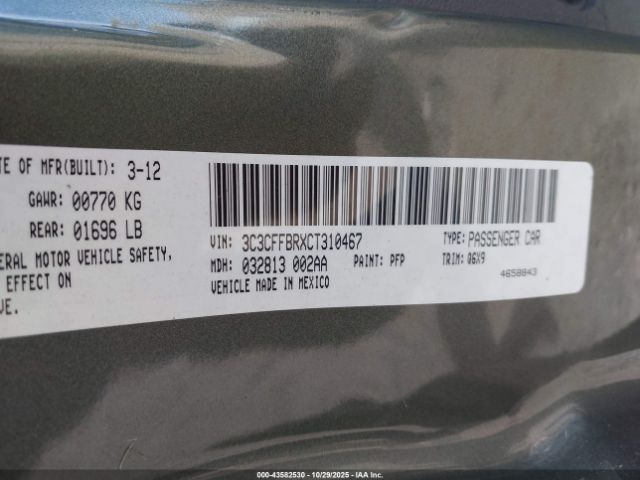 TE OF MFR(BUILT): 3-12
GAWR: 00770 KG
REAR: 01696 LB
ERAL MOTOR VEHICLE SAFETY,
EFFECT ON
VE.
VIN: 3C3CFFBRXCT310467
TYPE: PASSENGER CAR
MDH: 032813 002AA
PAINT: PFP
TRIM: 06X9
VEHICLE MADE IN MEXICO
4658843
000-43582530 | 10/29/2025 - IAA Inc.